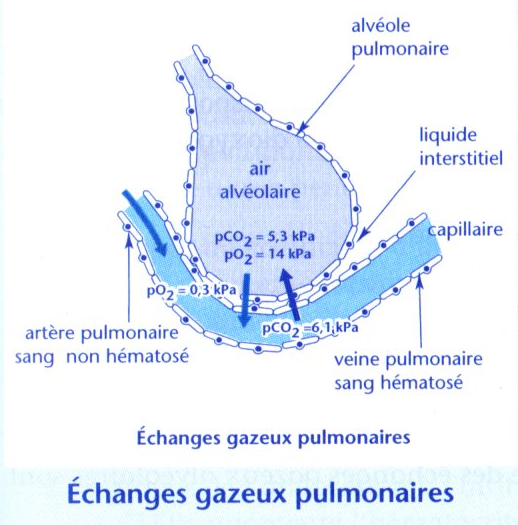 alvéole
pulmonaire
liquide
interstitiel
air
alvéolaire
capillaire
pCO₂ = 5,3 kPa
pO₂ = 14 kPa
pO₂ = 0,3 kPa
pCO₂ =6,1 kPa
artère pulmonaire
sang non hématosé
veine pulmonaire
sang hématosé
Échanges gazeux pulmonaires
Échanges gazeux pulmonaires